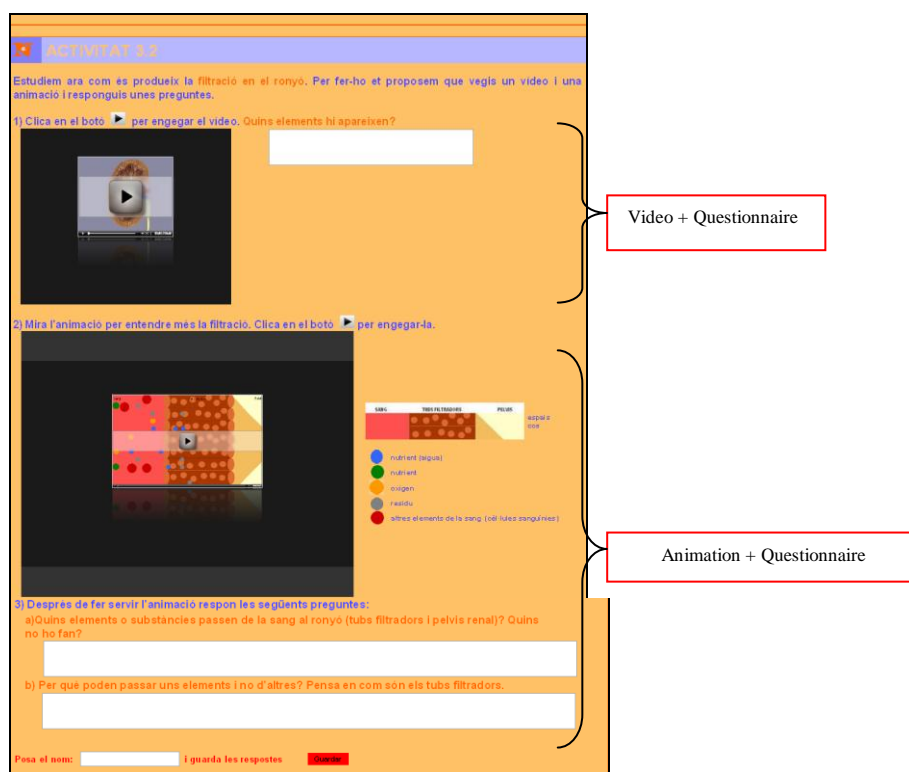 ACTIVITAT 3.2
Estudiem ara com és produeix la filtració en el ronyó. Per fer-ho et proposem que vegis un vídeo i una
animació i responguis unes preguntes.
1) Clica en el botó per engegar el vídeo. Quins elements hi apareixen?
Video + Questionnaire
2) Mira l'animació per entendre més la filtració. Clica en el botó per engegar-la.
SANG TUBS FILTRADORS PELVIS
espais
nutrient (aigua)
nutrient
oxigen
residu
altres elements de la sang (cèl·lules sanguínies)
Animation + Questionnaire
3) Després de fer servir l'animació respon les següents preguntes:
a)Quins elements o substàncies passen de la sang al ronyó (tubs filtradors i pelvis renal)? Quins
no ho fan?
b) Per què poden passar uns elements i no d'altres? Pensa en com són els tubs filtradors.
Posa el nom: i guarda les respostes Guardar